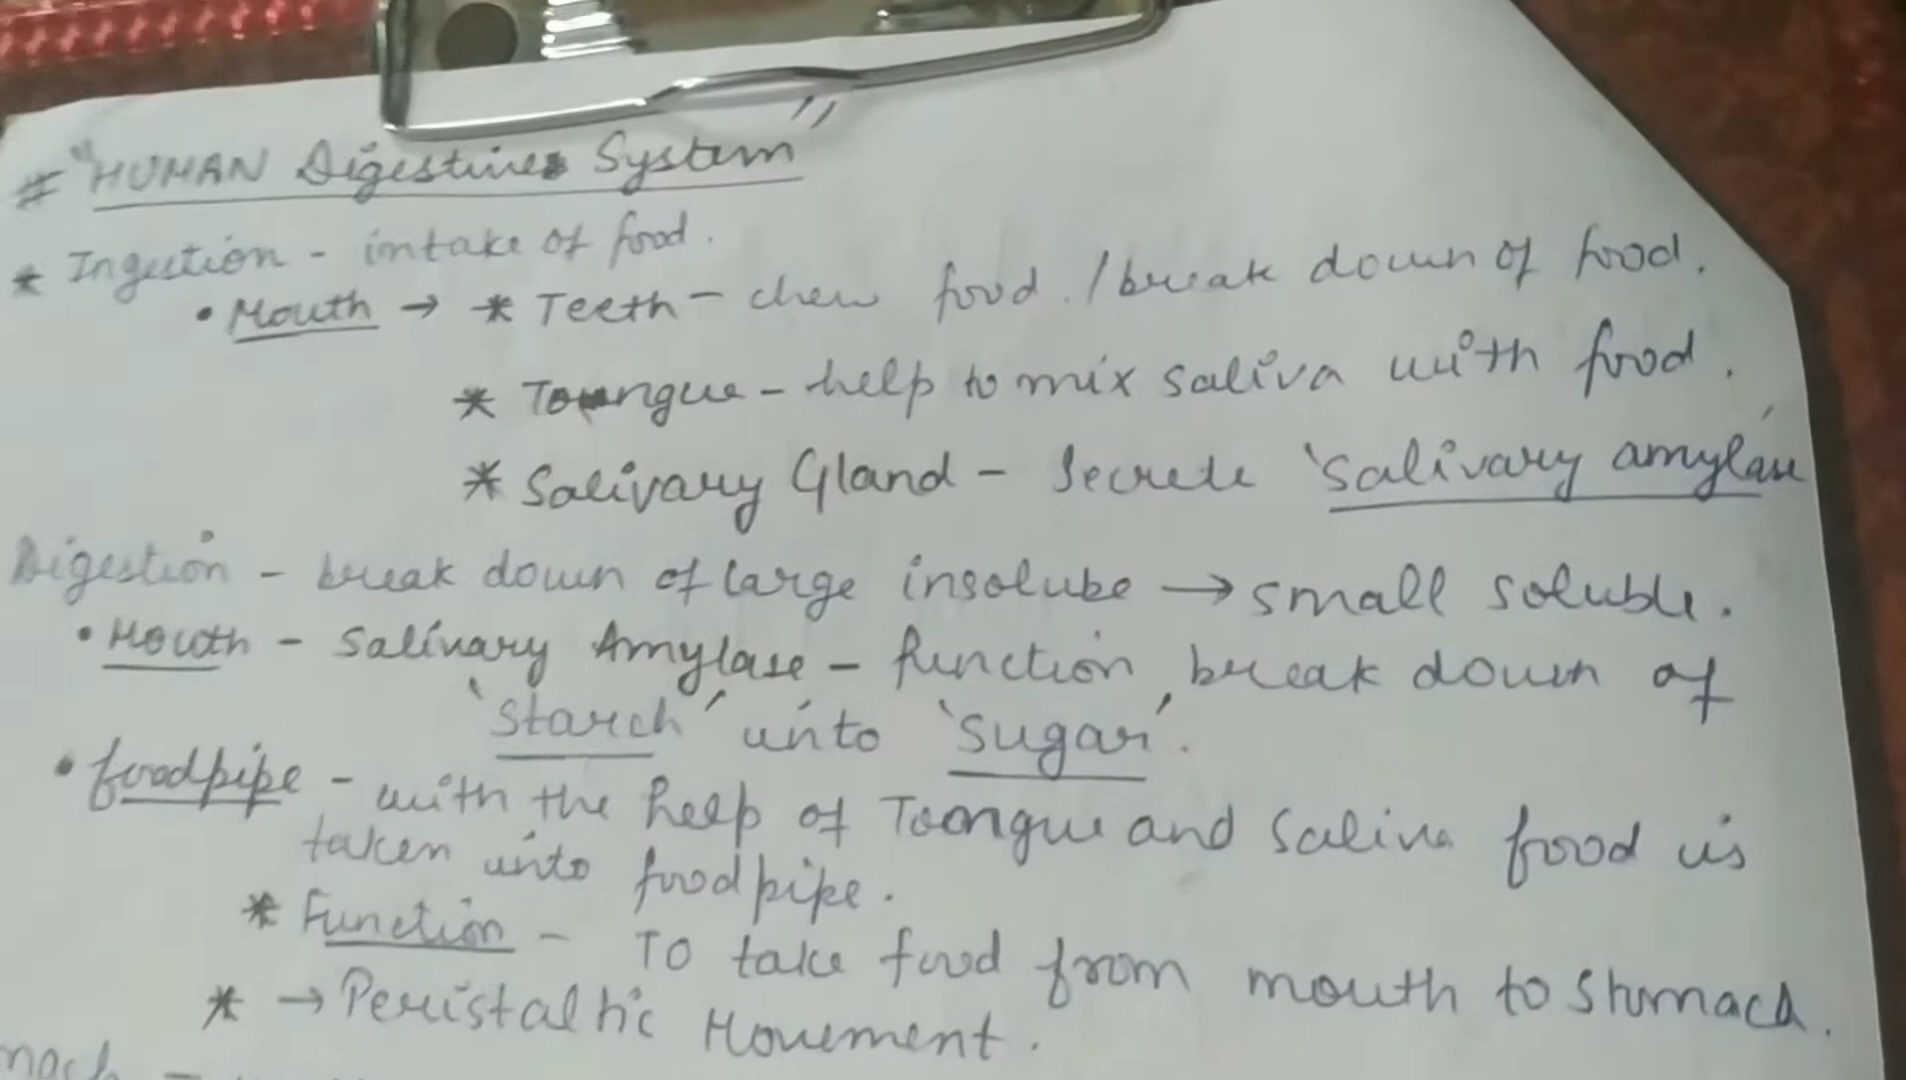 # "HUMAN Digestive System"
* Ingestion - intake of food.
• Mouth → * Teeth - chew food. / break down of food.
* Toungue - help to mix saliva with food.
* Salivary Gland - Secrete 'salivary amylase'
Digestion - break down of large insolube → small soluble.
• Mouth - Salivary Amylase - function, break down of
'starch' into 'sugar'.
• foodpipe - with the help of Toongue and Saliva food is
taken into foodpipe.
* Function - To take food from mouth to stomach.
* → Peristaltic Movement.